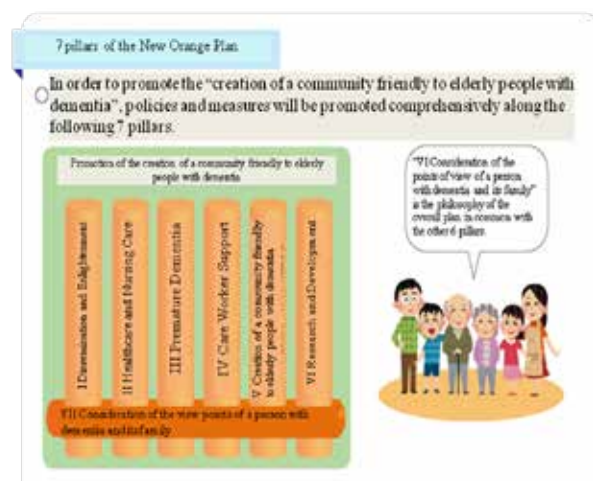 7 pillars of the New Orange Plan
In order to promote the “creation of a community friendly to elderly people with
dementia”, policies and measures will be promoted comprehensively along the
following 7 pillars.
Promotion of the creation of a community friendly to elderly
people with dementia
I Dissemination and Enlightenment
II Healthcare and Nursing Care
III Premature Dementia
IV Care Worker Support
V Creation of a community friendly
to elderly people with dementia
VI Research and Development
VII Consideration of the view points of a person with
dementia and its family
“VI Consideration of the
points of view of a person
with dementia and its family”
is the philosophy of the
overall plan in common with
the other 6 pillars